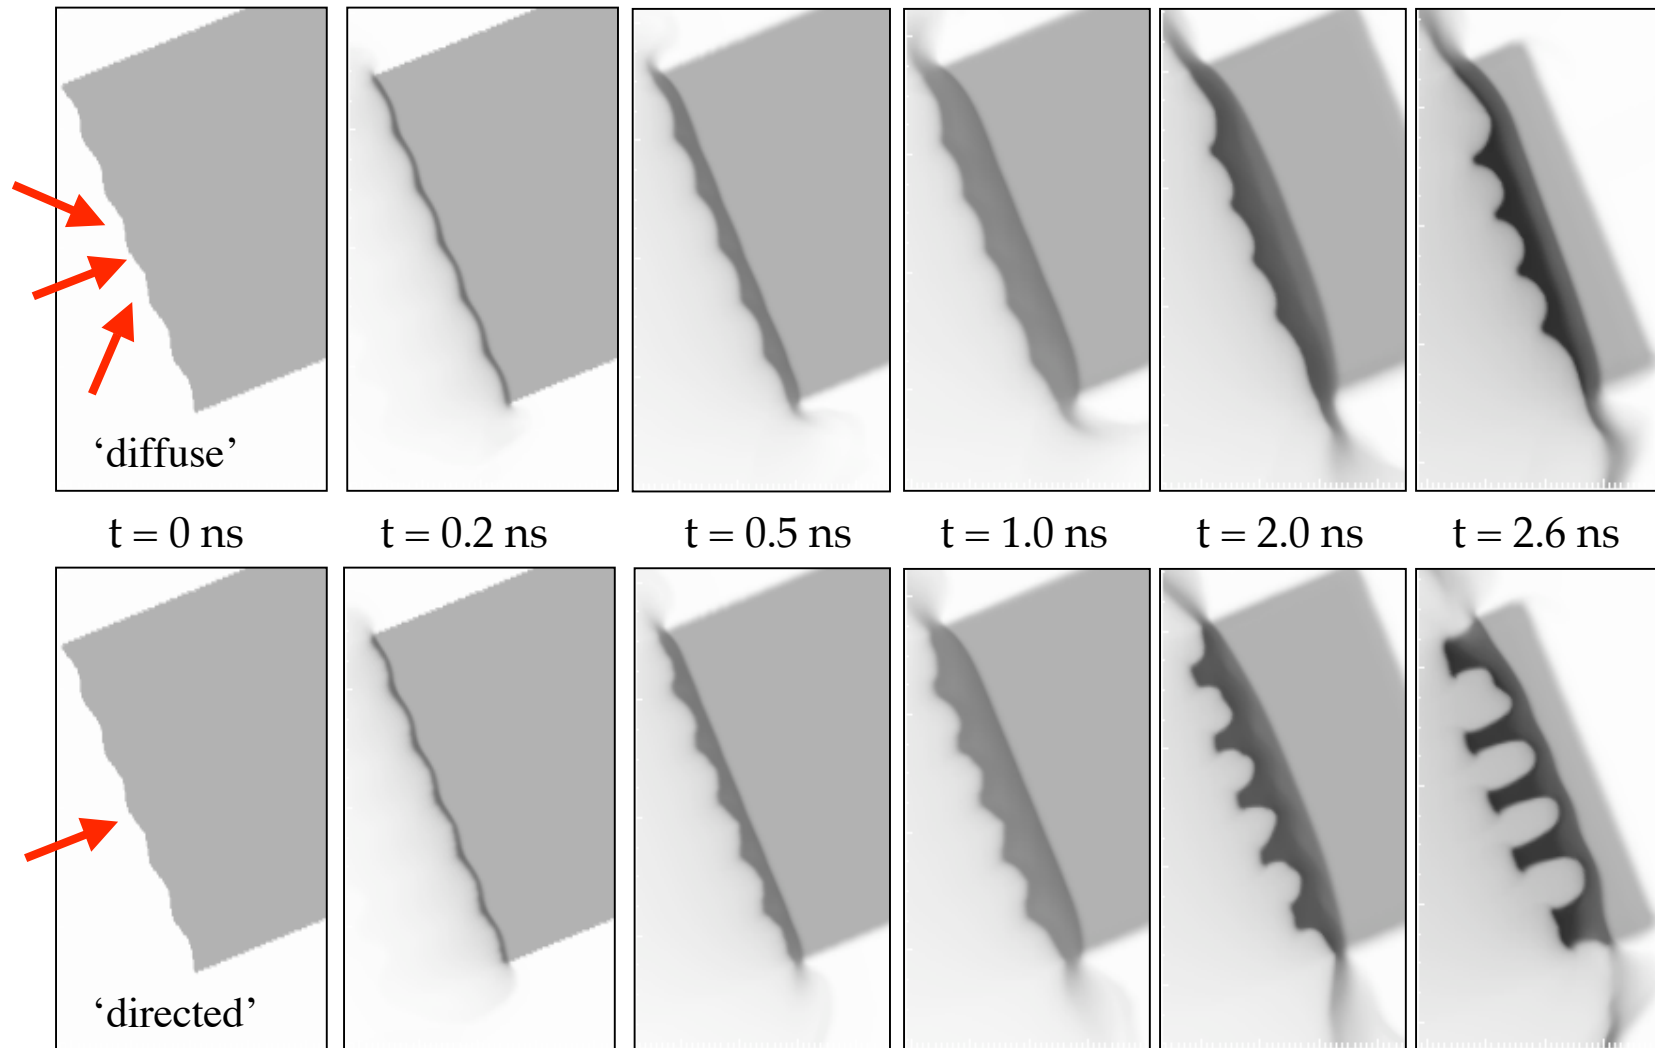 ‘diffuse’
t = 0 ns
t = 0.2 ns
t = 0.5 ns
t = 1.0 ns
t = 2.0 ns
t = 2.6 ns
‘directed’